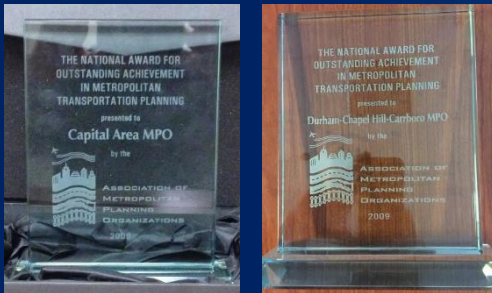 THE NATIONAL AWARD FOR
OUTSTANDING ACHIEVEMENT
IN METROPOLITAN
TRANSPORTATION PLANNING
presented to
Capital Area MPO
by the
ASSOCIATION OF
METROPOLITAN
PLANNING
ORGANIZATIONS
THE NATIONAL AWARD FOR
OUTSTANDING ACHIEVEMENT
IN METROPOLITAN
TRANSPORTATION PLANNING
presented to
Durham-Chapel Hill-Carrboro MPO
by the
ASSOCIATION OF
METROPOLITAN
PLANNING
ORGANIZATIONS
2009